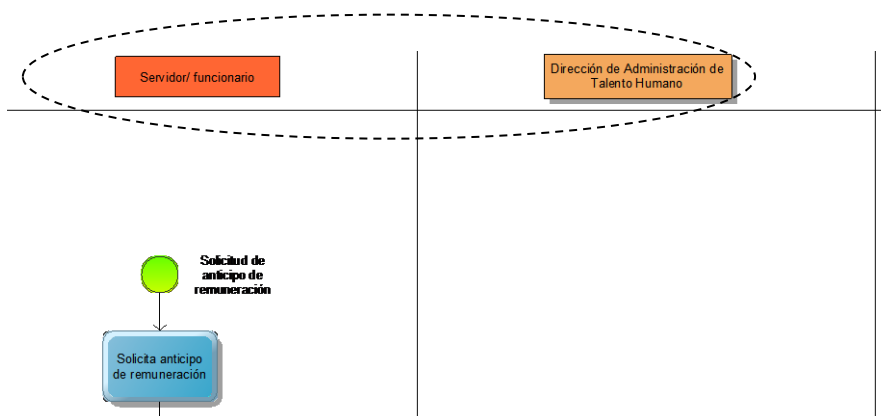 Servidor/ funcionario
Dirección de Administración de
Talento Humano
Solicitud de
anticipo de
remuneración
Solicita anticipo
de remuneración